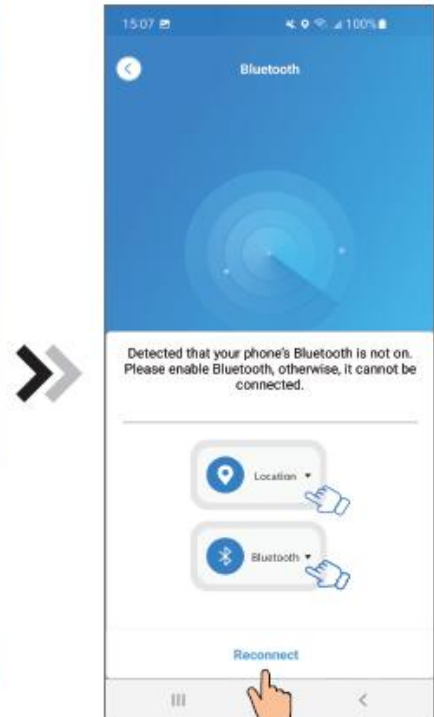 15:07 100%
Bluetooth
Detected that your phone's Bluetooth is not on.
Please enable Bluetooth, otherwise, it cannot be
connected.
Location
Bluetooth
Reconnect